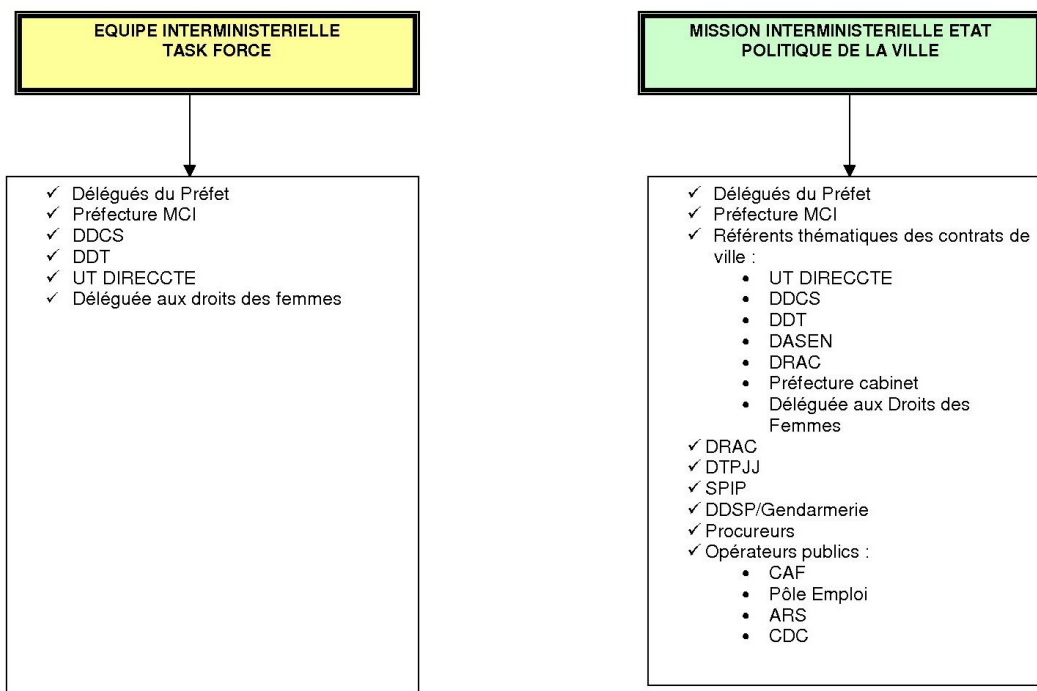 EQUIPE INTERMINISTERIELLE
TASK FORCE
✓ Délégués du Préfet
✓ Préfecture MCI
✓ DDCS
✓ DDT
✓ UT DIRECCTE
✓ Déléguée aux droits des femmes
MISSION INTERMINISTERIELLE ETAT
POLITIQUE DE LA VILLE
✓ Délégués du Préfet
✓ Préfecture MCI
✓ Référents thématiques des contrats de
ville :
• UT DIRECCTE
• DDCS
• DDT
• DASEN
• DRAC
• Préfecture cabinet
• Déléguée aux Droits des
Femmes
✓ DRAC
✓ DTPJJ
✓ SPIP
✓ DDSP/Gendarmerie
✓ Procureurs
✓ Opérateurs publics :
• CAF
• Pôle Emploi
• ARS
• CDC